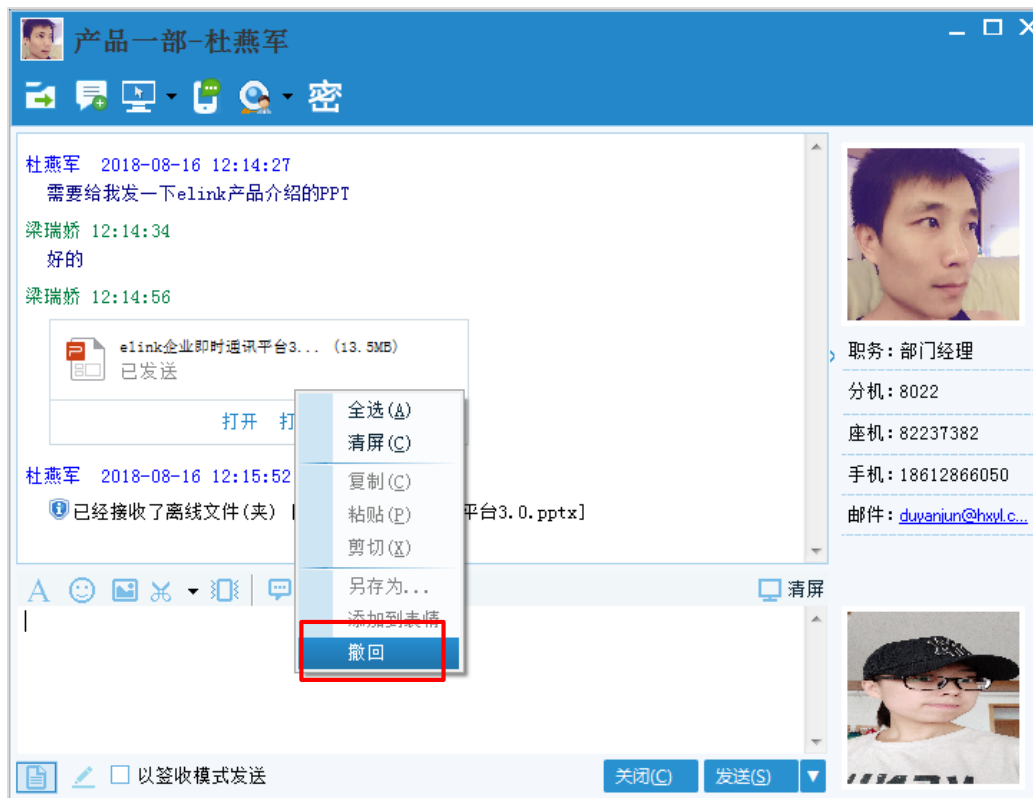 产品一部-杜燕军
密
杜燕军 2018-08-16 12:14:27
需要给我发一下elink产品介绍的PPT
梁瑞娇 12:14:34
好的
梁瑞娇 12:14:56
elink企业即时通讯平台3... (13.5MB)
已发送
打开 打
杜燕军 2018-08-16 12:15:52
已经接收了离线文件(夹) [ 平台3.0.pptx]
全选(A)
清屏(C)
复制(C)
粘贴(P)
剪切(X)
另存为...
添加到表情
撤回
清屏
以签收模式发送
关闭(C)
发送(S)
职务:部门经理
分机:8022
座机:82237382
手机:18612866050
邮件:duyanjun@hxyl.c...